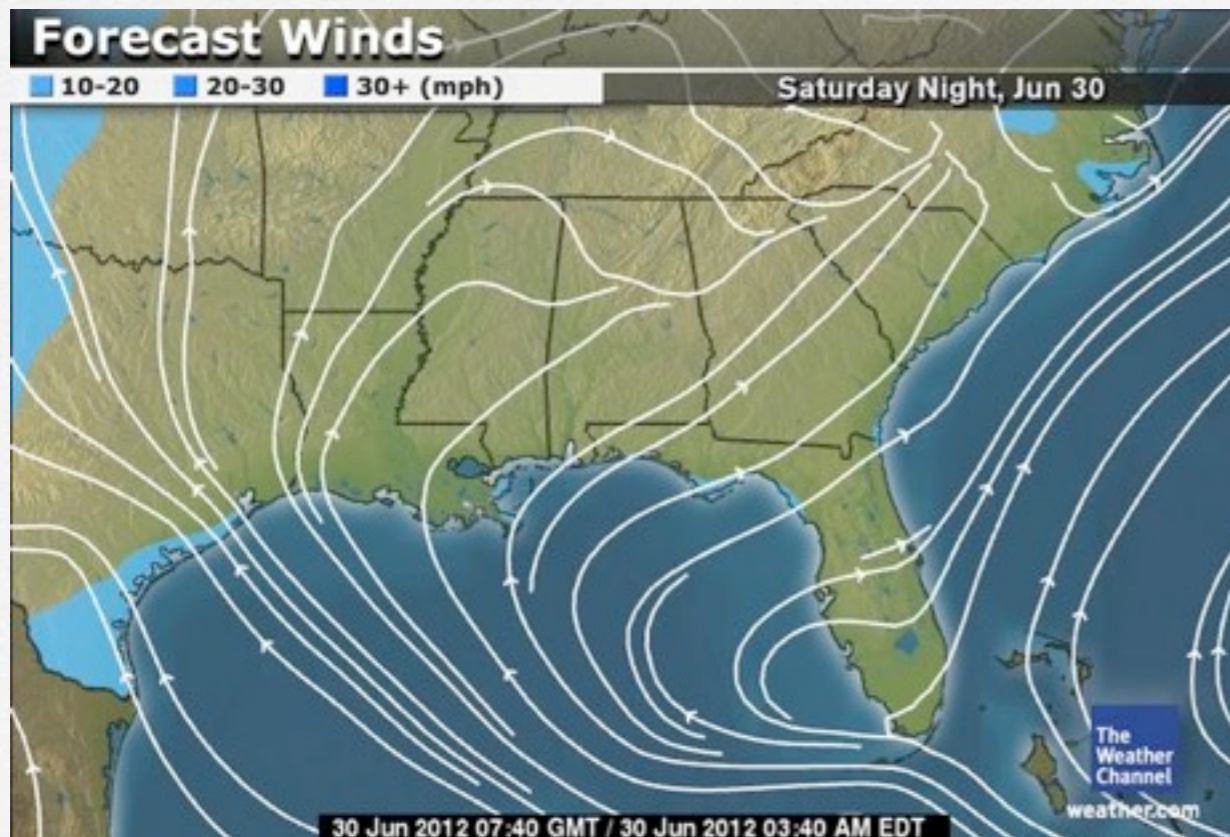 Forecast Winds
10-20 20-30 30+ (mph)
Saturday Night, Jun 30
The
Weather
Channel
weather.com
30 Jun 2012 07:40 GMT / 30 Jun 2012 03:40 AM EDT